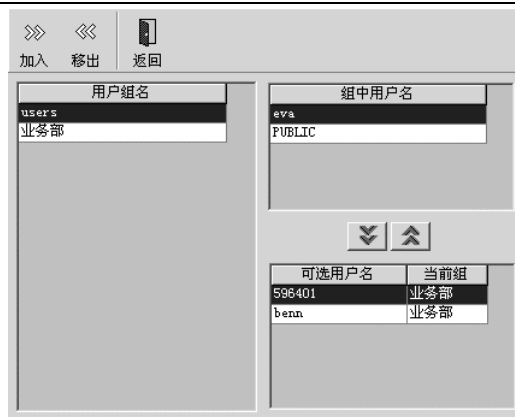 加入 移出 返回
用户组名
users
业务部
组中用户名
eva
PUBLIC
可选用户名 当前组
596401 业务部
benn 业务部